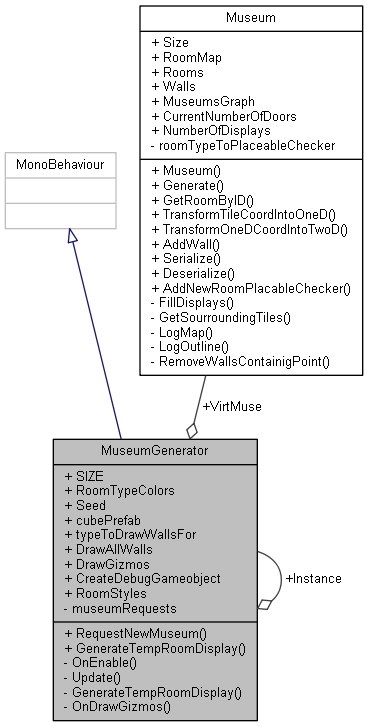 Museum
+ Size
+ RoomMap
+ Rooms
+ Walls
+ MuseumsGraph
+ CurrentNumberOfDoors
+ NumberOfDisplays
- roomTypeToPlaceableChecker
+ Museum()
+ Generate()
+ GetRoomByID()
+ TransformTileCoordIntoOneD()
+ TransformOneDCoordIntoTwoD()
+ AddWall()
+ Serialize()
+ Deserialize()
+ AddNewRoomPlacableChecker()
- FillDisplays()
- GetSourroundingTiles()
- LogMap()
- LogOutline()
- RemoveWallsContainigPoint()
MonoBehaviour
+VirtMuse
MuseumGenerator
+ SIZE
+ RoomTypeColors
+ Seed
+ cubePrefab
+ typeToDrawWallsFor
+ DrawAllWalls
+ DrawGizmos
+ CreateDebugGameobject
+ RoomStyles
- museumRequests
+ RequestNewMuseum()
+ GenerateTempRoomDisplay()
- OnEnable()
- Update()
- GenerateTempRoomDisplay()
- OnDrawGizmos()
+Instance